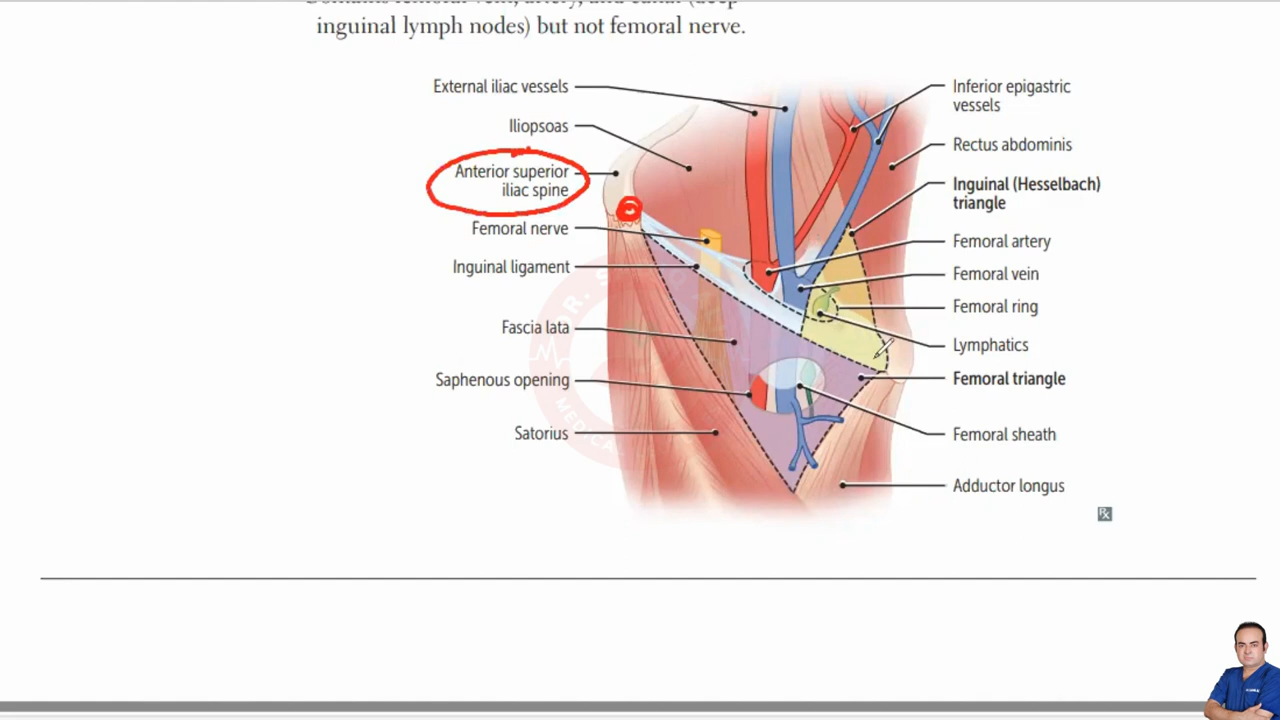 inguinal lymph nodes) but not femoral nerve.
External iliac vessels
Iliopsoas
Anterior superior
iliac spine
Femoral nerve
Inguinal ligament
Fascia lata
Saphenous opening
Satorius
Inferior epigastric
vessels
Rectus abdominis
Inguinal (Hesselbach)
triangle
Femoral artery
Femoral vein
Femoral ring
Lymphatics
Femoral triangle
Femoral sheath
Adductor longus
Rx